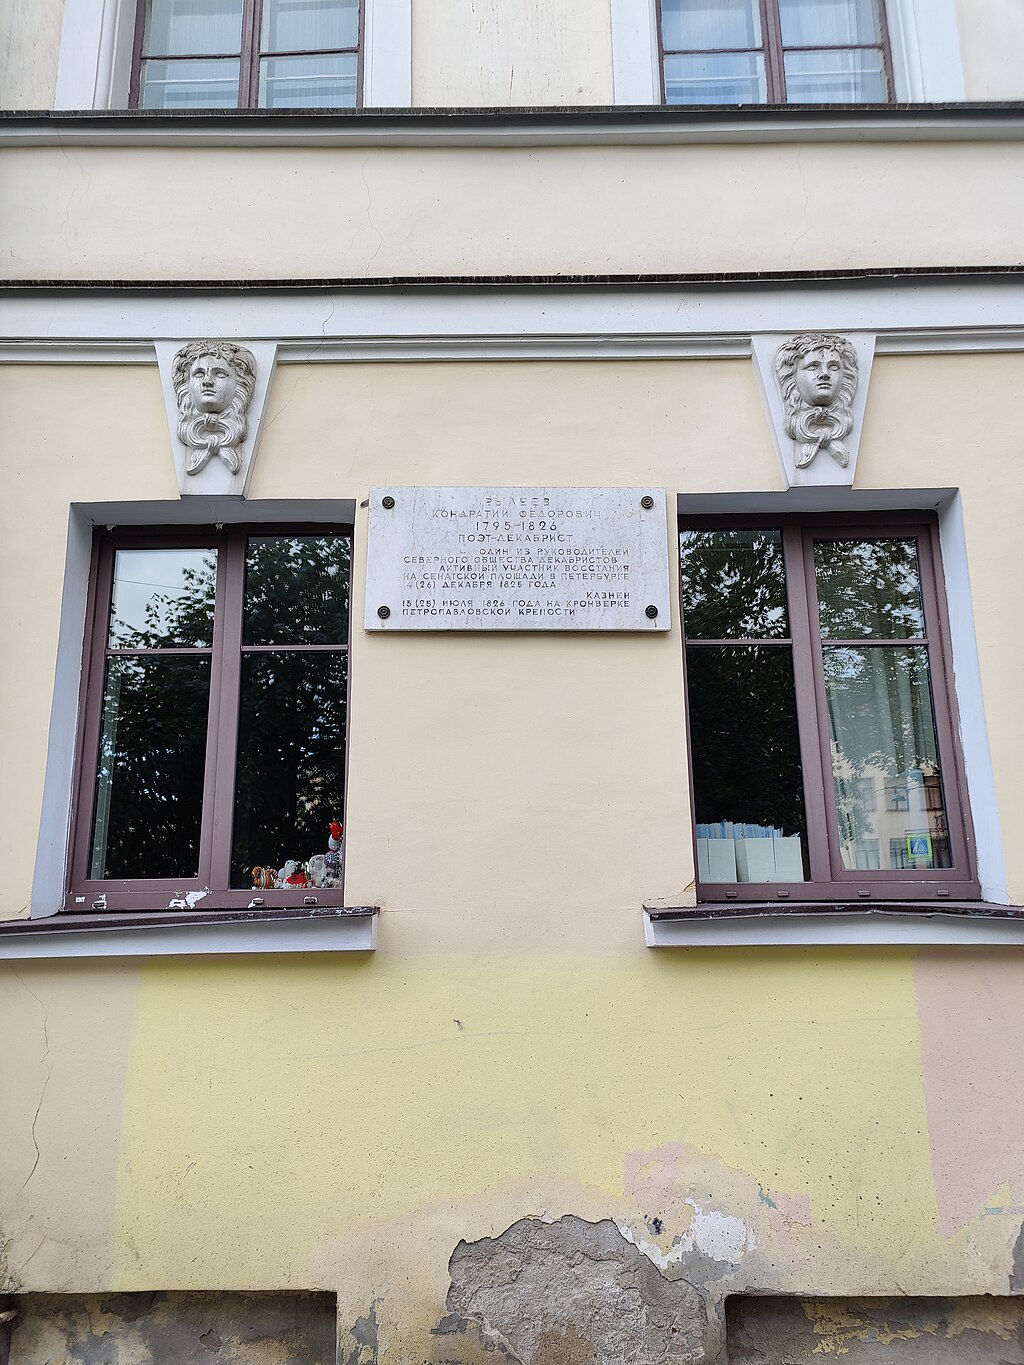 РЫЛЕЕВ
КОНДРАТИЙ ФЕДОРОВИЧ
1795-1826
ПОЭТ-ДЕКАБРИСТ
ОДИН ИЗ РУКОВОДИТЕЛЕЙ
СЕВЕРНОГО ОБЩЕСТВА ДЕКАБРИСТОВ
АКТИВНЫЙ УЧАСТНИК ВОССТАНИЯ
НА СЕНАТСКОЙ ПЛОЩАДИ В ПЕТЕРБУРГЕ
(26) ДЕКАБРЯ 1825 ГОДА
КАЗНЕН
13 (25) ИЮЛЯ 1826 ГОДА НА КРОНВЕРКЕ
ПЕТРОПАВЛОВСКОЙ КРЕПОСТИ